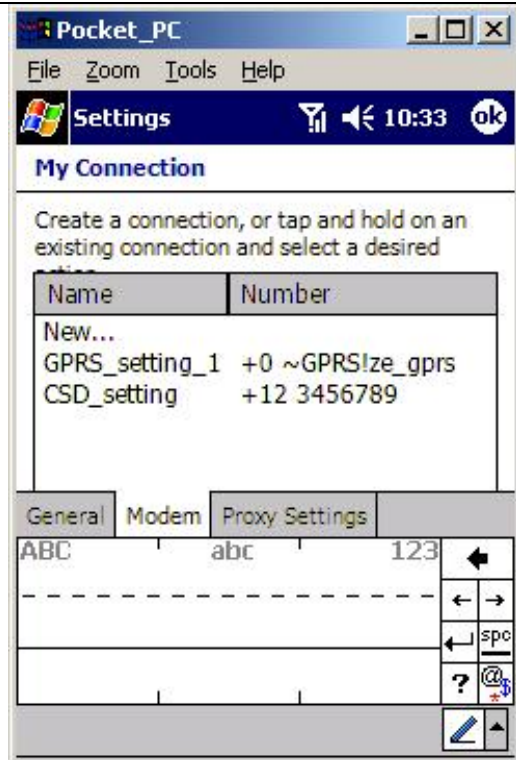 Pocket_PC
File Zoom Tools Help
Settings 10:33 ok
My Connection
Create a connection, or tap and hold on an
existing connection and select a desired
Name Number
New...
GPRS_setting_1 +0 ~GPRS!ze_gprs
CSD_setting +12 3456789
General Modem Proxy Settings
ABC abc 123
spc
? @*$